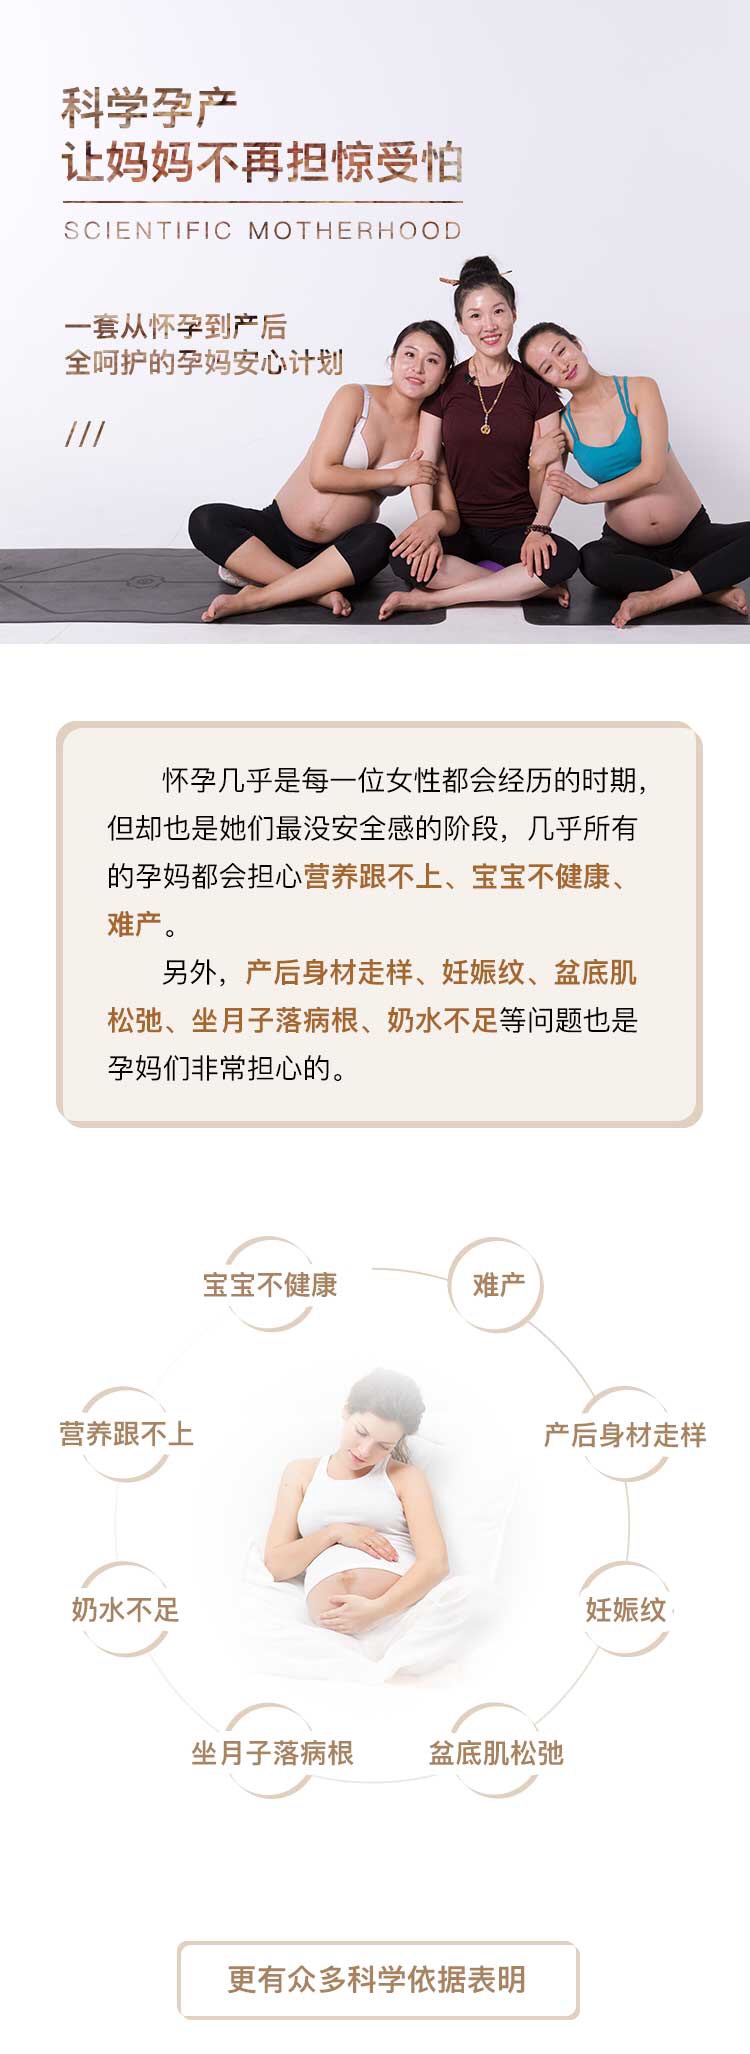 科学孕产
让妈妈不再担惊受怕
SCIENTIFIC MOTHERHOOD
一套从怀孕到产后
全呵护的孕妈安心计划
///
怀孕几乎是每一位女性都会经历的时期，
但却也是她们最没安全感的阶段，几乎所有
的孕妈都会担心营养跟不上、宝宝不健康、
难产。
另外，产后身材走样、妊娠纹、盆底肌
松弛、坐月子落病根、奶水不足等问题也是
孕妈们非常担心的。
宝宝不健康
难产
营养跟不上
产后身材走样
奶水不足
妊娠纹
坐月子落病根
盆底肌松弛
更有众多科学依据表明